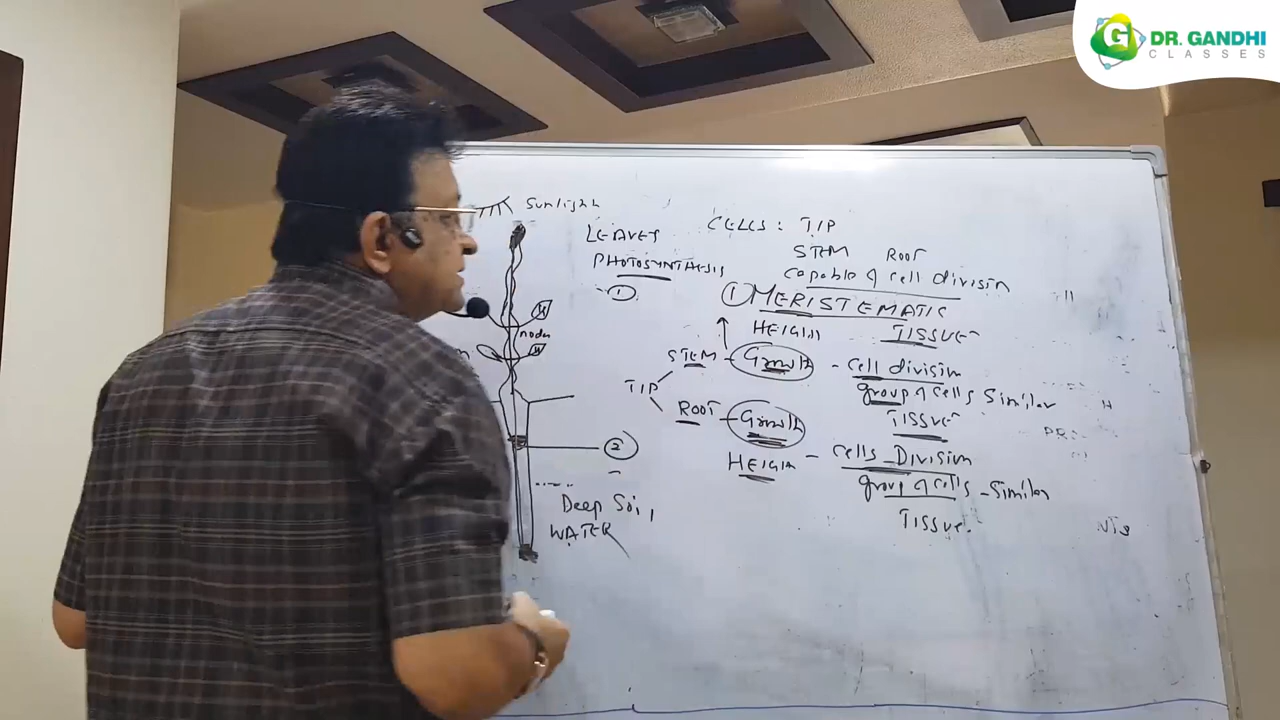 DR. GANDHI
CLASSES
Sunlight
LEAVES
PHOTOSYNTHESIS
1
node
2
Deep Soil
WATER
CELLS: TIP
STEM ROOT
Capable of cell division
1 MERISTEMATIC
HEIGHT TISSUE
TIP
STEM - Growth - cell division
group of cells Similar
TISSUE
ROOT - Growth
HEIGH - Cells Division
group of cells - Similar
TISSUE